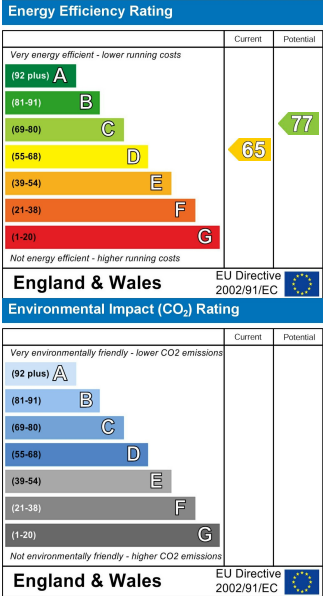 Energy Efficiency Rating
Current Potential
Very energy efficient - lower running costs
(92 plus) A
(81-91) B
(69-80) C
(55-68) D
(39-54) E
(21-38) F
(1-20) G
65
77
Not energy efficient - higher running costs
England & Wales
EU Directive
2002/91/EC
Environmental Impact (CO₂) Rating
Current Potential
Very environmentally friendly - lower CO2 emissions
(92 plus) A
(81-91) B
(69-80) C
(55-68) D
(39-54) E
(21-38) F
(1-20) G
Not environmentally friendly - higher CO2 emissions
England & Wales
EU Directive
2002/91/EC